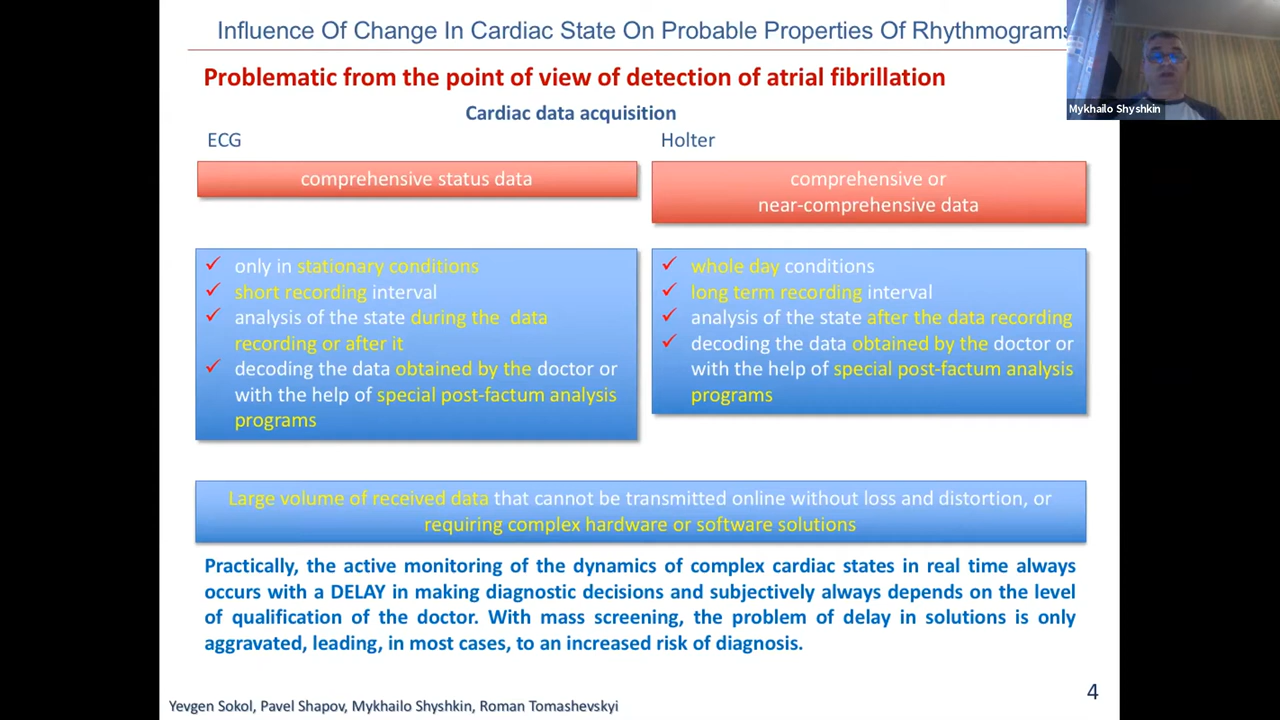 Influence Of Change In Cardiac State On Probable Properties Of Rhythmograms
Mykhailo Shyshkin
Problematic from the point of view of detection of atrial fibrillation
Cardiac data acquisition
ECG
comprehensive status data
only in stationary conditions
short recording interval
analysis of the state during the data
recording or after it
decoding the data obtained by the doctor or
with the help of special post-factum analysis
programs
Holter
comprehensive or
near-comprehensive data
whole day conditions
long term recording interval
analysis of the state after the data recording
decoding the data obtained by the doctor or
with the help of special post-factum analysis
programs
Large volume of received data that cannot be transmitted online without loss and distortion, or
requiring complex hardware or software solutions
Practically, the active monitoring of the dynamics of complex cardiac states in real time always
occurs with a DELAY in making diagnostic decisions and subjectively always depends on the level
of qualification of the doctor. With mass screening, the problem of delay in solutions is only
aggravated, leading, in most cases, to an increased risk of diagnosis.
4
Yevgen Sokol, Pavel Shapov, Mykhailo Shyshkin, Roman Tomashevskyi